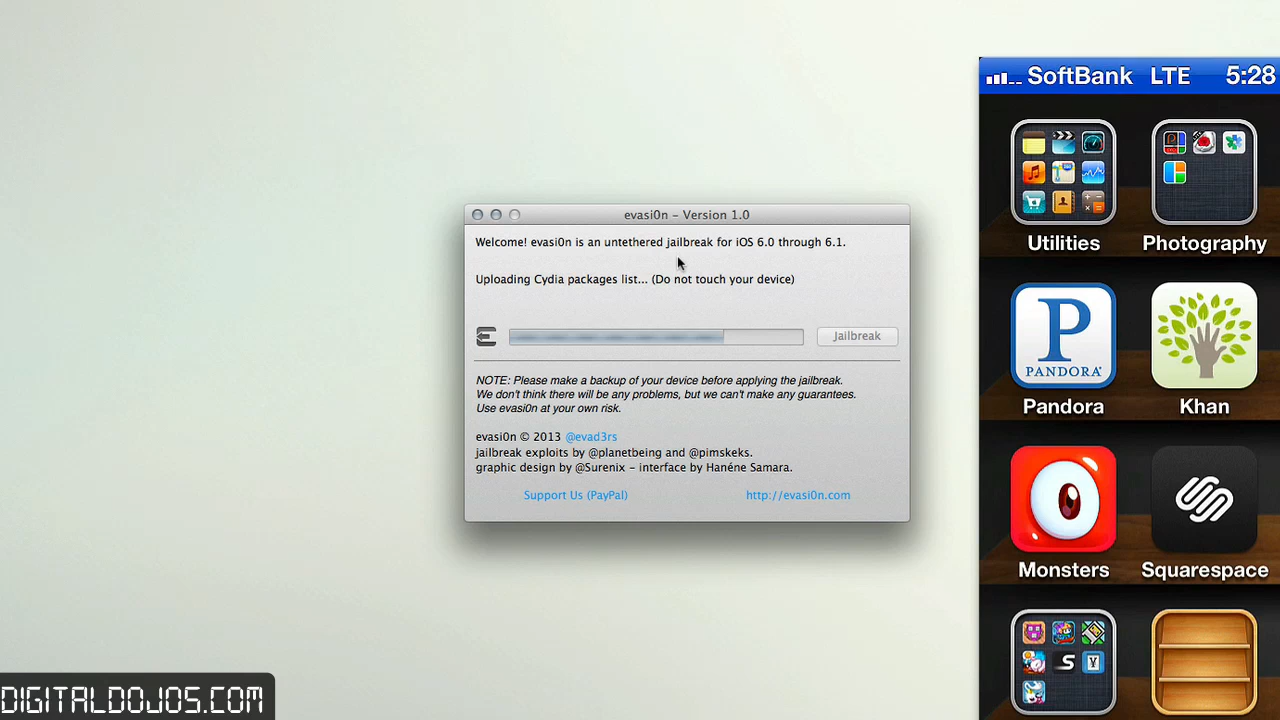 evasi0n – Version 1.0
Welcome! evasi0n is an untethered jailbreak for iOS 6.0 through 6.1.
Uploading Cydia packages list... (Do not touch your device)
Jailbreak
NOTE: Please make a backup of your device before applying the jailbreak.
We don't think there will be any problems, but we can't make any guarantees.
Use evasi0n at your own risk.
evasi0n © 2013 @evad3rs
jailbreak exploits by @planetbeing and @pimskeks.
graphic design by @Surenix – interface by Hanéne Samara.
Support Us (PayPal)
http://evasi0n.com
SoftBank LTE 5:28
Utilities
Photography
P
PANDORA
Pandora
Khan
Monsters
Squarespace
DIGITALDOJOS.COM